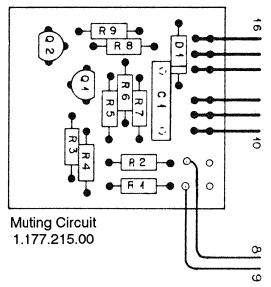 16
R 9
R 8
Q 2
D 1
Q 1
R 6
R 5
R 7
C 1
10
R 3
R 4
R 2
R 1
8
9
Muting Circuit
1.177.215.00